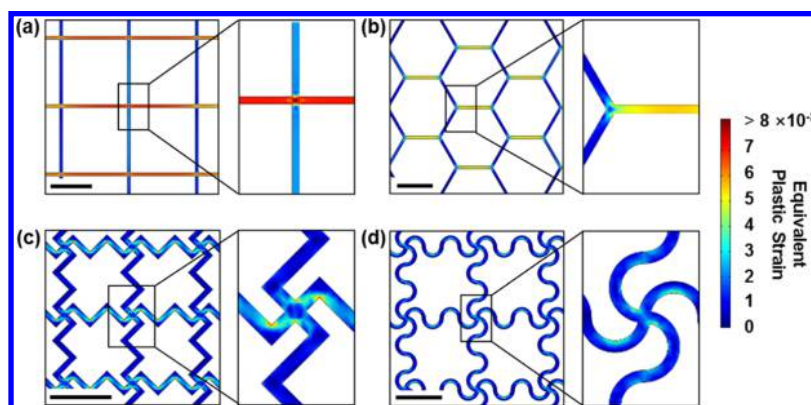 (a)
(b)
(c)
(d)
> 8 ×10⁻
7
6
5
4
3
2
1
0
Equivalent
Plastic Strain